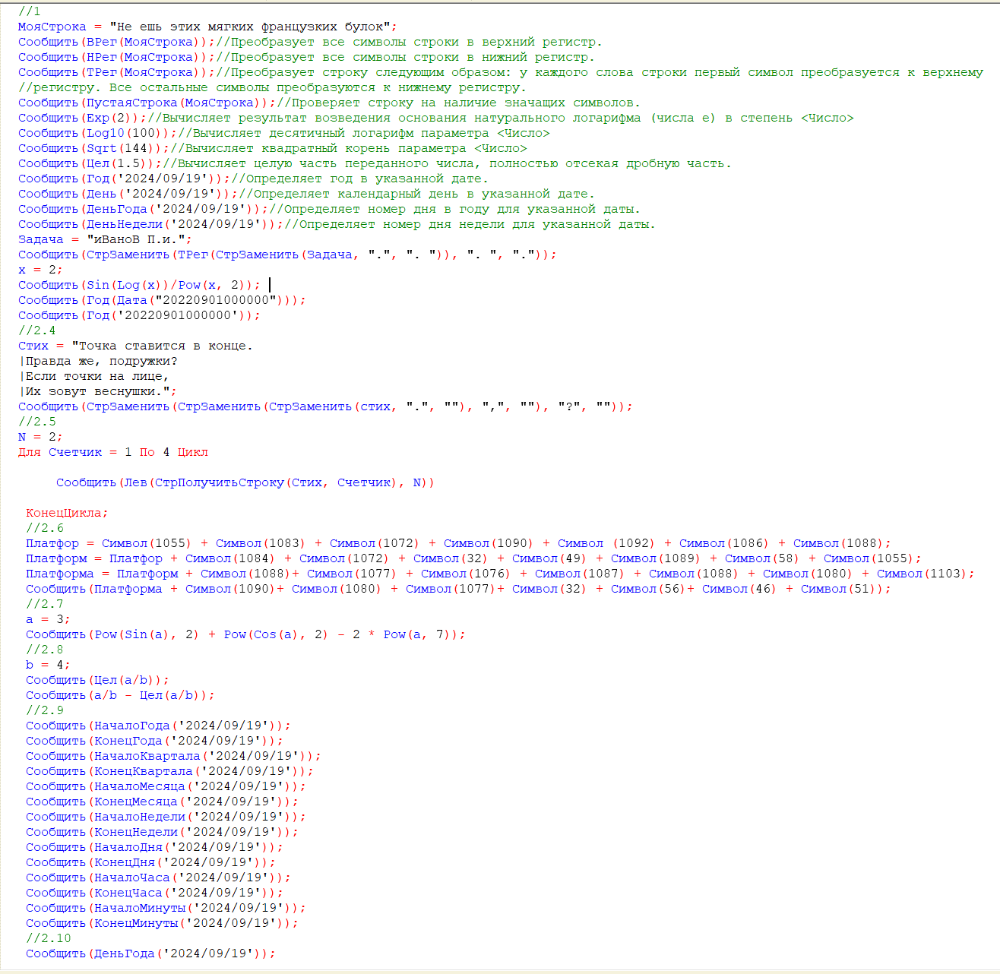 //1
МояСтрока = "Не ешь этих мягких французких булок";
Сообщить(ВРег(МояСтрока));//Преобразует все символы строки в верхний регистр.
Сообщить(НРег(МояСтрока));//Преобразует все символы строки в нижний регистр.
Сообщить(ТРег(МояСтрока));//Преобразует строку следующим образом: у каждого слова строки первый символ преобразуется к верхнему
//регистру. Все остальные символы преобразуются к нижнему регистру.
Сообщить(ПустаяСтрока(МояСтрока));//Проверяет строку на наличие значащих символов.
Сообщить(Exp(2));//Вычисляет результат возведения основания натурального логарифма (числа е) в степень <Число>
Сообщить(Log10(100));//Вычисляет десятичный логарифм параметра <Число>
Сообщить(Sqrt(144));//Вычисляет квадратный корень параметра <Число>
Сообщить(Цел(1.5));//Вычисляет целую часть переданного числа, полностью отсекая дробную часть.
Сообщить(Год('2024/09/19'));//Определяет год в указанной дате.
Сообщить(День('2024/09/19'));//Определяет календарный день в указанной дате.
Сообщить(ДеньГода('2024/09/19'));//Определяет номер дня в году для указанной даты.
Сообщить(ДеньНедели('2024/09/19'));//Определяет номер дня недели для указанной даты.
Задача = "иВаноВ П.и.";
Сообщить(СтрЗаменить(ТРег(СтрЗаменить(Задача, ".", ". ")), ". ", "."));
x = 2;
Сообщить(Sin(Log(x))/Pow(x, 2));
Сообщить(Год(Дата("20220901000000")));
Сообщить(Год('20220901000000'));
//2.4
Стих = "Точка ставится в конце.
|Правда же, подружки?
|Если точки на лице,
|Их зовут веснушки.";
Сообщить(СтрЗаменить(СтрЗаменить(СтрЗаменить(стих, ".", ""), ",", ""), "?", ""));
//2.5
N = 2;
Для Счетчик = 1 По 4 Цикл
Сообщить(Лев(СтрПолучитьСтроку(Стих, Счетчик), N))
КонецЦикла;
//2.6
Платфор = Символ(1055) + Символ(1083) + Символ(1072) + Символ(1090) + Символ (1092) + Символ(1086) + Символ(1088);
Платформ = Платфор + Символ(1084) + Символ(1072) + Символ(32) + Символ(49) + Символ(1089) + Символ(58) + Символ(1055);
Платформа = Платформ + Символ(1088)+ Символ(1077) + Символ(1076) + Символ(1087) + Символ(1088) + Символ(1080) + Символ(1103);
Сообщить(Платформа + Символ(1090)+ Символ(1080) + Символ(1077)+ Символ(32) + Символ(56)+ Символ(46) + Символ(51));
//2.7
a = 3;
Сообщить(Pow(Sin(a), 2) + Pow(Cos(a), 2) - 2 * Pow(a, 7));
//2.8
b = 4;
Сообщить(Цел(a/b));
Сообщить(a/b - Цел(a/b));
//2.9
Сообщить(НачалоГода('2024/09/19'));
Сообщить(КонецГода('2024/09/19'));
Сообщить(НачалоКвартала('2024/09/19'));
Сообщить(КонецКвартала('2024/09/19'));
Сообщить(НачалоМесяца('2024/09/19'));
Сообщить(КонецМесяца('2024/09/19'));
Сообщить(НачалоНедели('2024/09/19'));
Сообщить(КонецНедели('2024/09/19'));
Сообщить(НачалоДня('2024/09/19'));
Сообщить(КонецДня('2024/09/19'));
Сообщить(НачалоЧаса('2024/09/19'));
Сообщить(КонецЧаса('2024/09/19'));
Сообщить(НачалоМинуты('2024/09/19'));
Сообщить(КонецМинуты('2024/09/19'));
//2.10
Сообщить(ДеньГода('2024/09/19'));